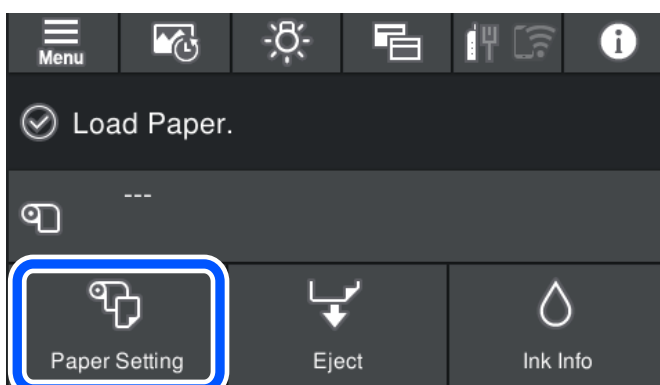 Menu
Load Paper.
---
Paper Setting
Eject
Ink Info